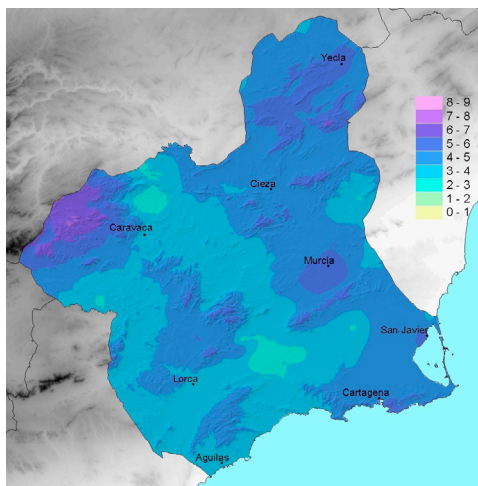 Yecla
8 - 9
7 - 8
6 - 7
5 - 6
4 - 5
3 - 4
2 - 3
1 - 2
0 - 1
Cieza
Caravaca
Murcia
San Javier
Lorca
Cartagena
Aguilas